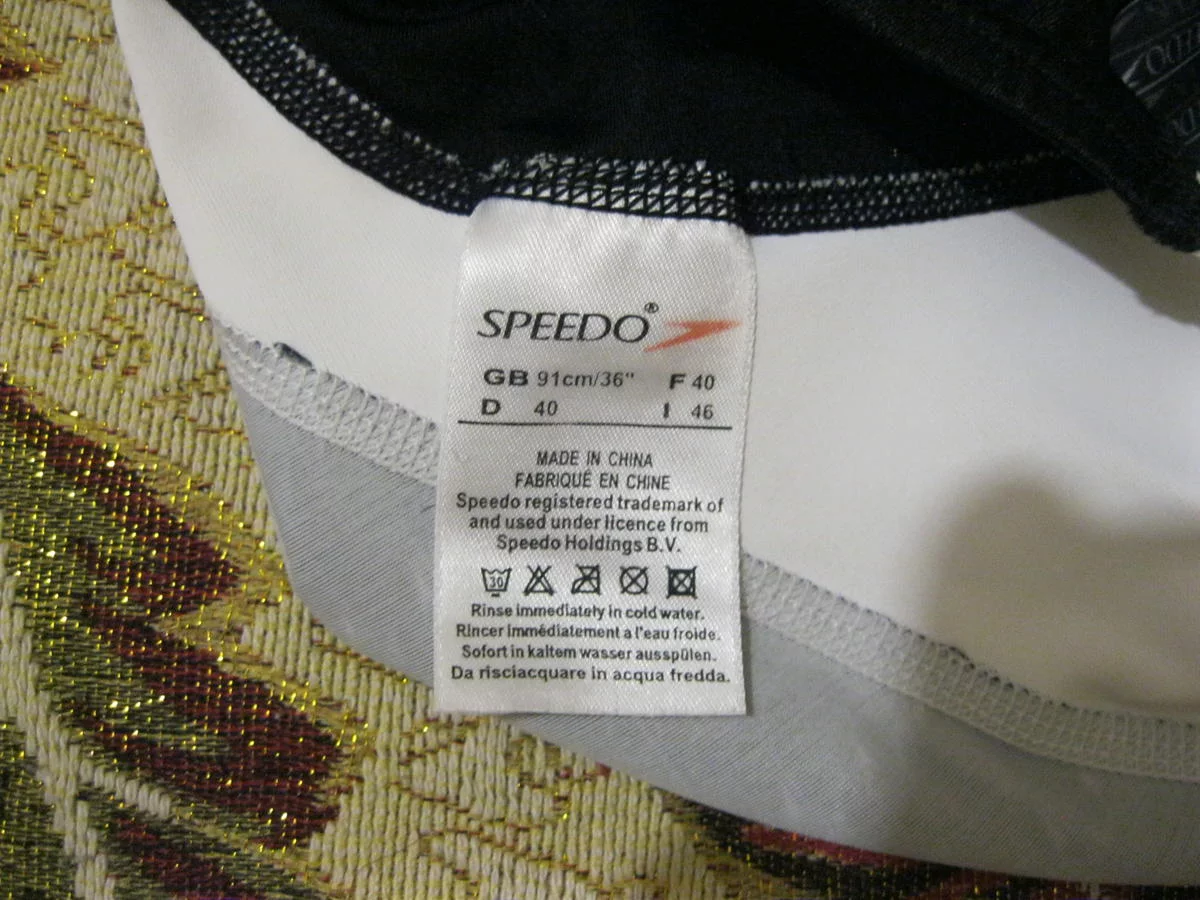 SPEEDO®
GB 91cm/36" F 40
D 40 I 46
MADE IN CHINA
FABRIQUÉ EN CHINE
Speedo registered trademark of
and used under licence from
Speedo Holdings B.V.
30
Rinse immediately in cold water.
Rincer immédiatement a l'eau froide.
Sofort in kaltem wasser ausspülen.
Da risciacquare in acqua fredda.